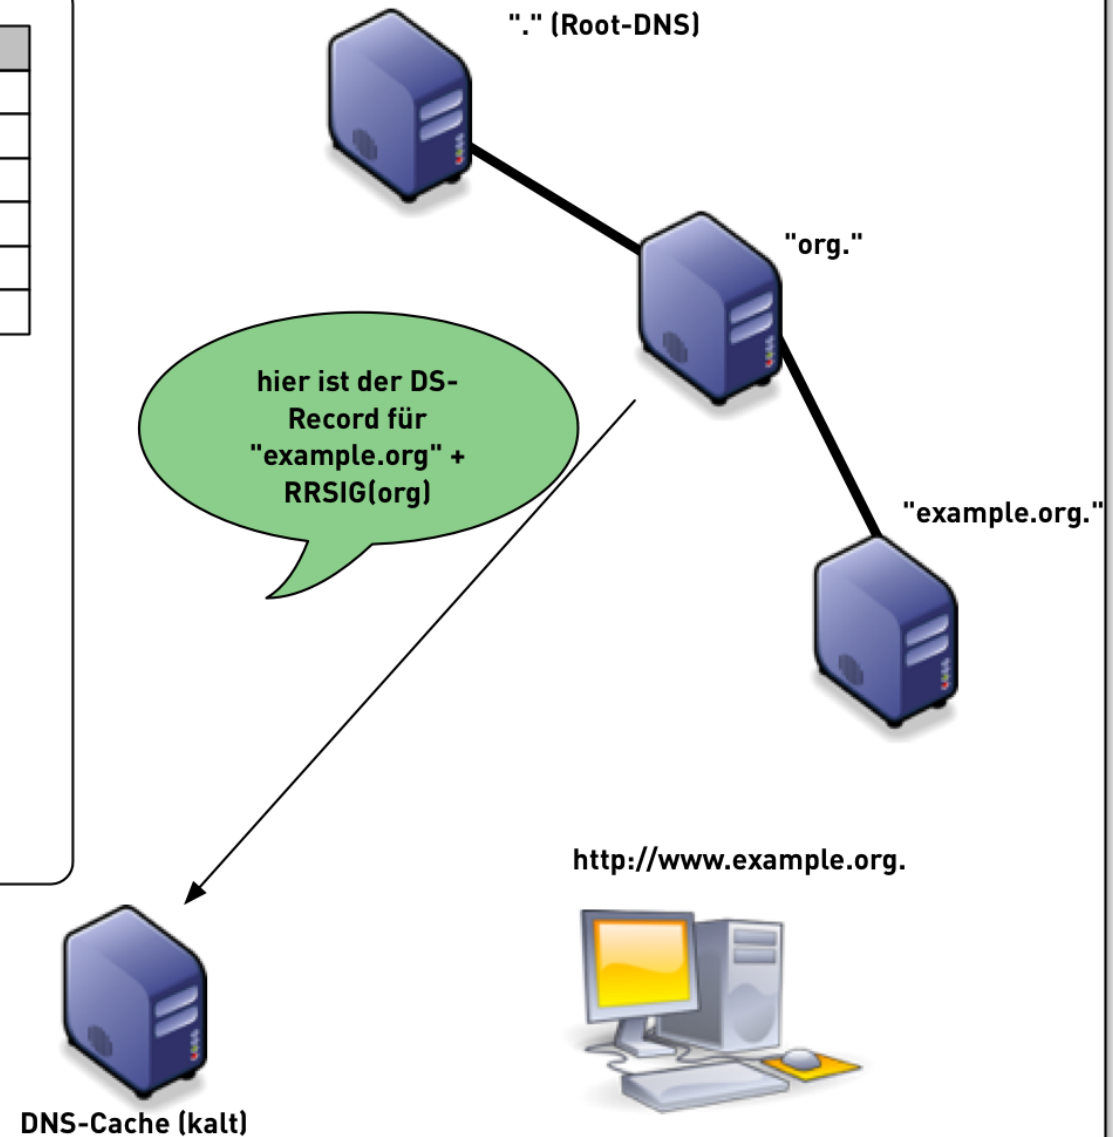 "." (Root-DNS)
"org."
hier ist der DS-
Record für
"example.org" +
RRSIG(org)
"example.org."
http://www.example.org.
DNS-Cache (kalt)